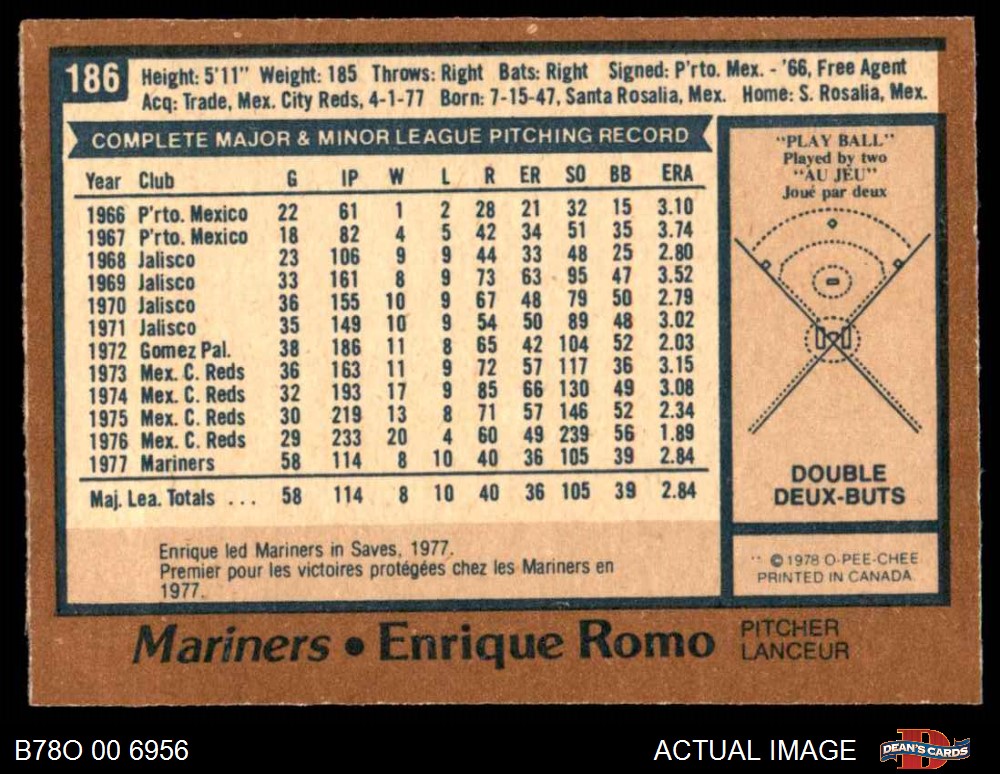 186
Height: 5'11" Weight: 185 Throws: Right Bats: Right Signed: P'rto. Mex. - '66, Free Agent
Acq: Trade, Mex. City Reds, 4-1-77 Born: 7-15-47, Santa Rosalia, Mex. Home: S. Rosalia, Mex.
COMPLETE MAJOR & MINOR LEAGUE PITCHING RECORD
Year Club G IP W L R ER SO BB ERA
1966 P'rto. Mexico 22 61 1 2 28 21 32 15 3.10
1967 P'rto. Mexico 18 82 4 5 42 34 51 35 3.74
1968 Jalisco 23 106 9 9 44 33 48 25 2.80
1969 Jalisco 33 161 8 9 73 63 95 47 3.52
1970 Jalisco 36 155 10 9 67 48 79 50 2.79
1971 Jalisco 35 149 10 9 54 50 89 48 3.02
1972 Gomez Pal. 38 186 11 8 65 42 104 52 2.03
1973 Mex. C. Reds 36 163 11 9 72 57 117 36 3.15
1974 Mex. C. Reds 32 193 17 9 85 66 130 49 3.08
1975 Mex. C. Reds 30 219 13 8 71 57 146 52 2.34
1976 Mex. C. Reds 29 233 20 4 60 49 239 56 1.89
1977 Mariners 58 114 8 10 40 36 105 39 2.84
Maj. Lea. Totals ... 58 114 8 10 40 36 105 39 2.84
Enrique led Mariners in Saves, 1977.
Premier pour les victoires protégées chez les Mariners en
1977.
"PLAY BALL"
Played by two
"AU JEU"
Joué par deux
DOUBLE
DEUX-BUTS
** © 1978 O-PEE-CHEE
PRINTED IN CANADA
Mariners • Enrique Romo
PITCHER
LANCEUR
B78O 00 6956
ACTUAL IMAGE
DEAN'S CARDS